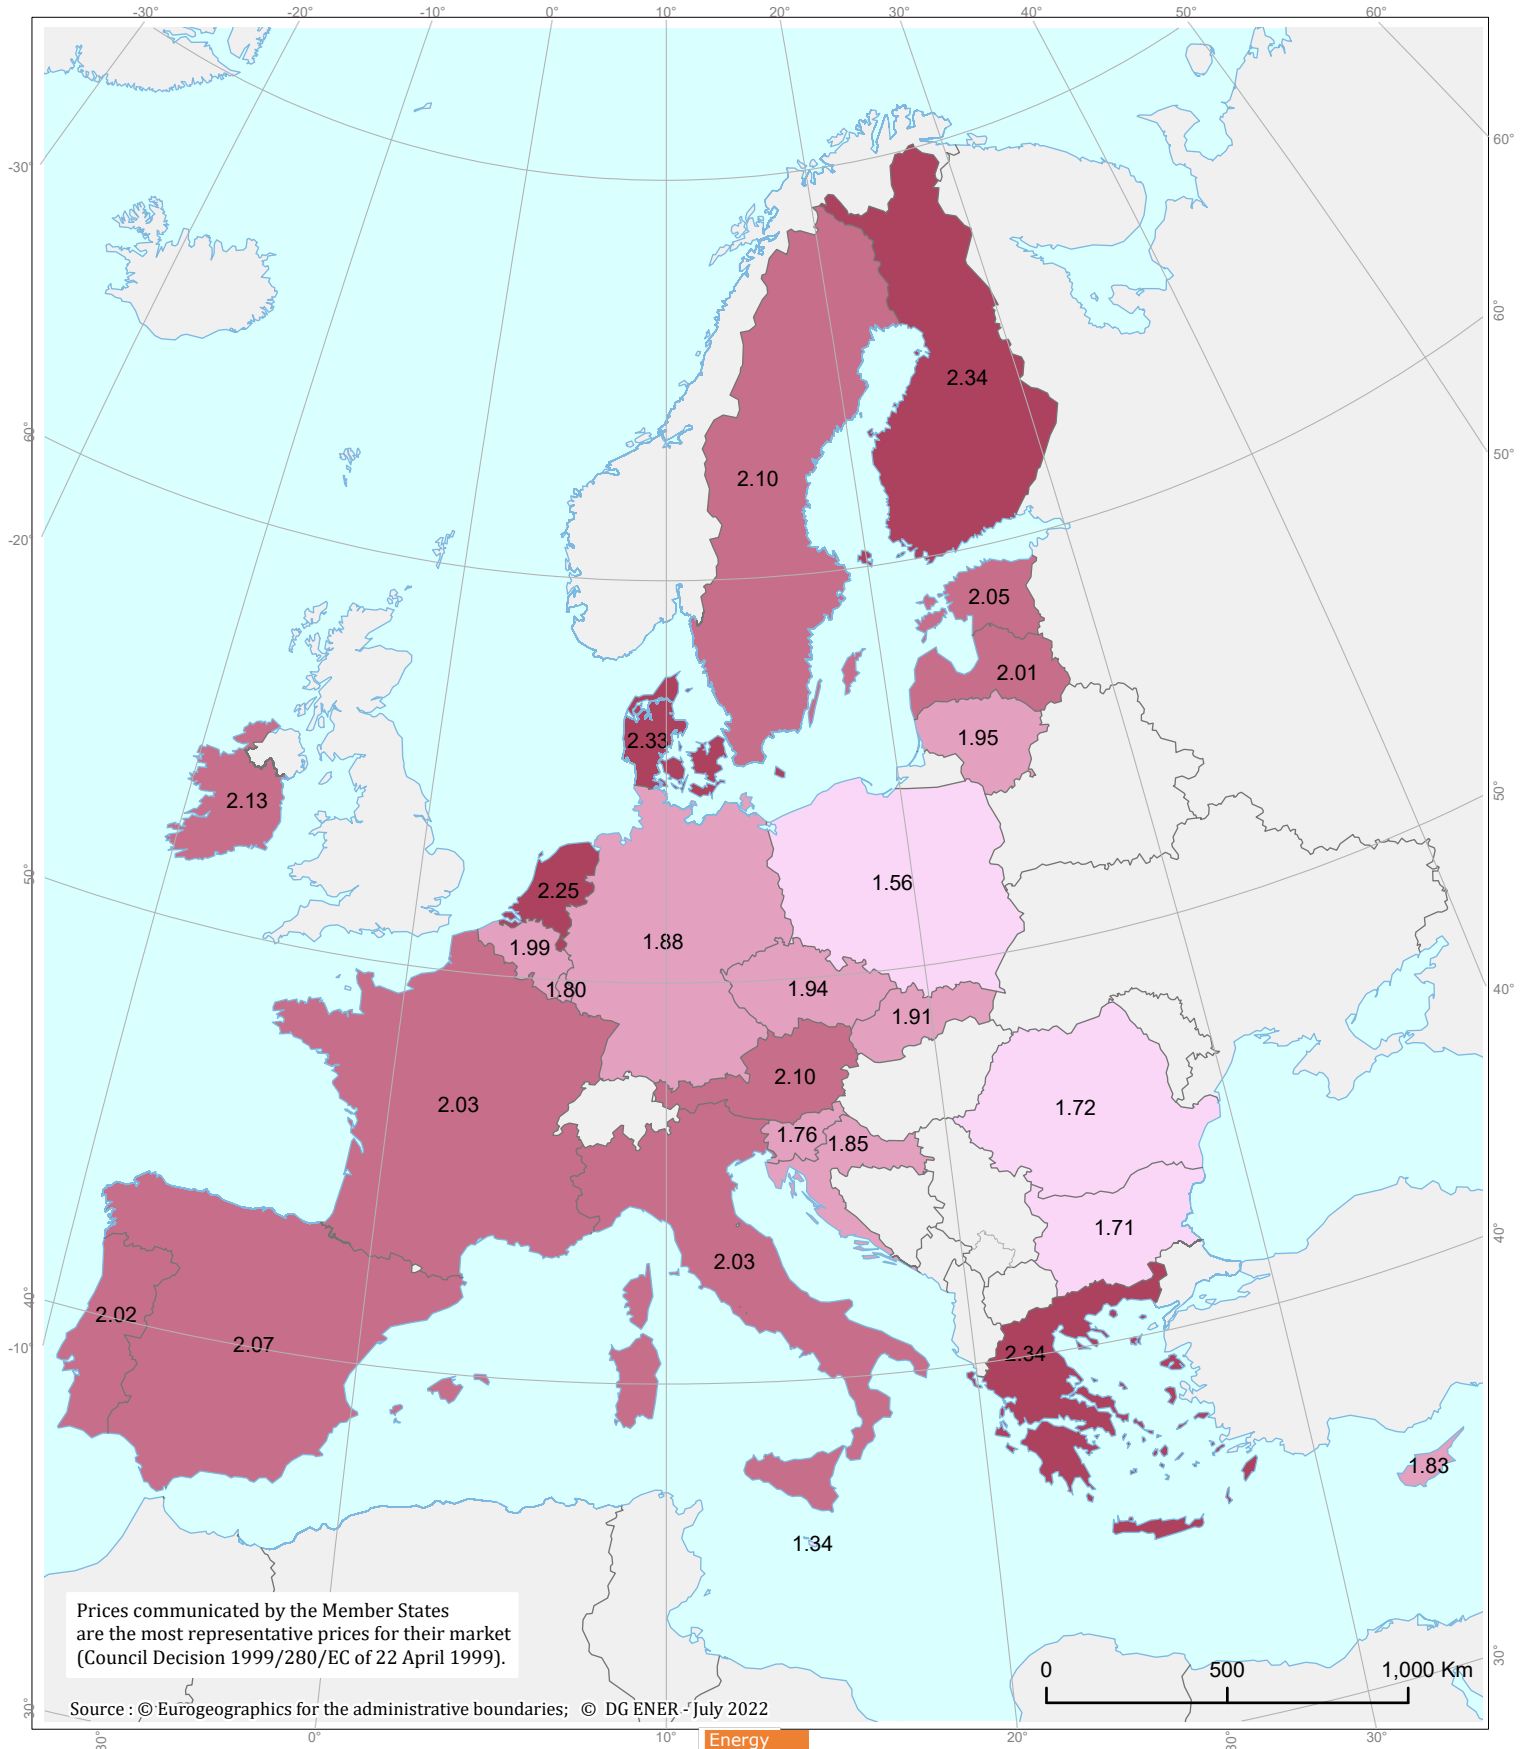 -30° -20° -10° 0° 10° 20° 30° 40° 50° 60°
-30° 60°
60°
2.34
60° 50°
2.10
-20°
2.05
2.01
1.95
2.33
2.13 50°
50° 2.25 1.56
1.99 1.88
1.80 1.94 40°
1.91
2.10
2.03 1.72
1.76 1.85
1.71 40°
2.03
40° 2.02
-10° 2.07 2.34
1.83
1.34
Prices communicated by the Member States
are the most representative prices for their market
(Council Decision 1999/280/EC of 22 April 1999).
30°
0 500 1,000 Km
30° Source : © Eurogeographics for the administrative boundaries; © DG ENER - July 2022
30° 0° 10° 20° 30° 30°
Energy